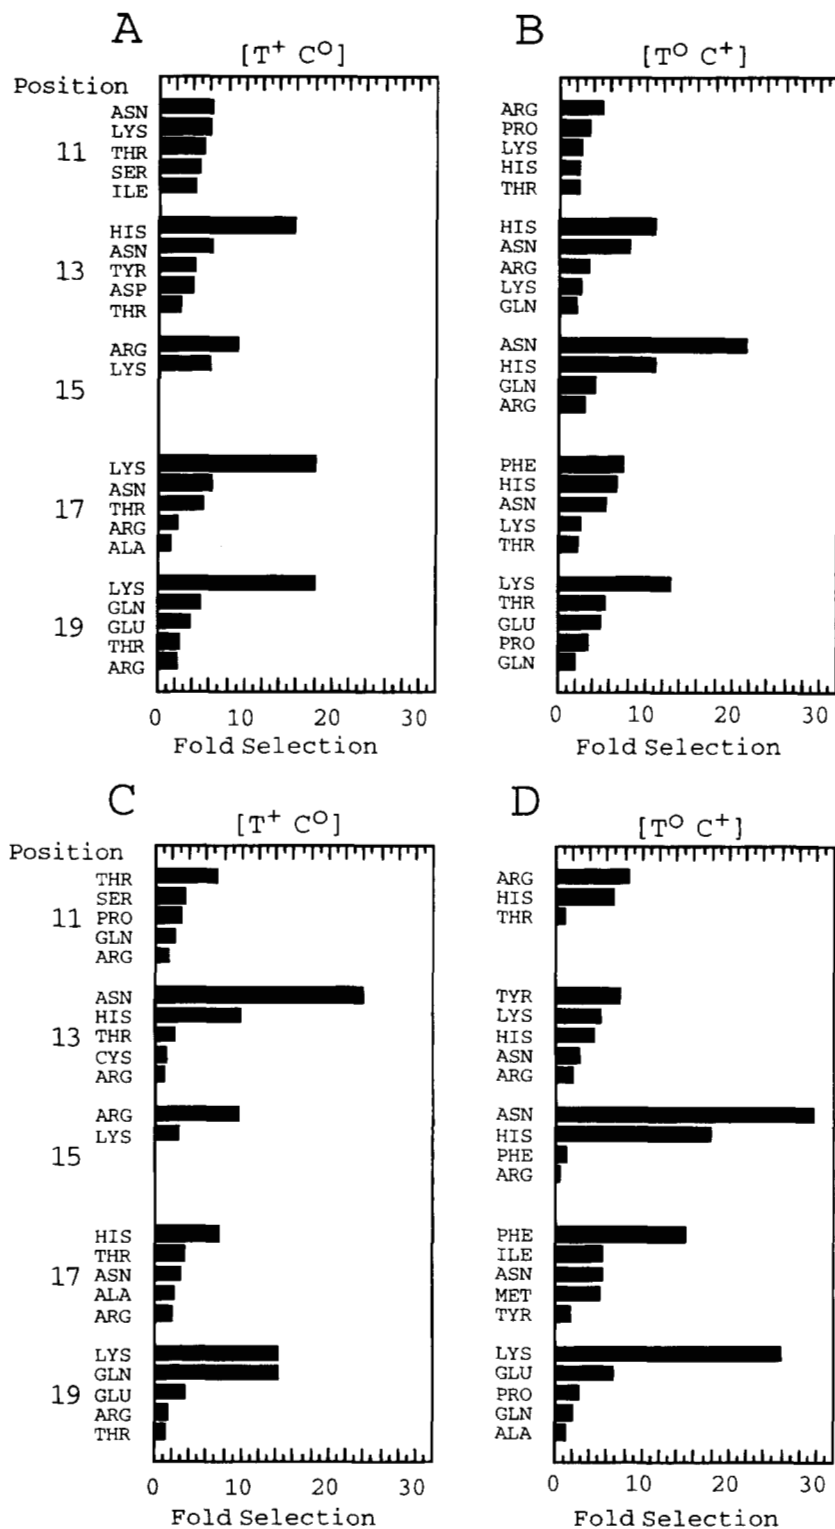 A
[T⁺ C⁰]
Position
11
ASN
LYS
THR
SER
ILE
13
HIS
ASN
TYR
ASP
THR
15
ARG
LYS
17
LYS
ASN
THR
ARG
ALA
19
LYS
GLN
GLU
THR
ARG
0 10 20 30
Fold Selection
B
[T⁰ C⁺]
ARG
PRO
LYS
HIS
THR
HIS
ASN
ARG
LYS
GLN
ASN
HIS
GLN
ARG
PHE
HIS
ASN
LYS
THR
LYS
THR
GLU
PRO
GLN
0 10 20 30
Fold Selection
C
[T⁺ C⁰]
Position
11
THR
SER
PRO
GLN
ARG
13
ASN
HIS
THR
CYS
ARG
15
ARG
LYS
17
HIS
THR
ASN
ALA
ARG
19
LYS
GLN
GLU
ARG
THR
0 10 20 30
Fold Selection
D
[T⁰ C⁺]
ARG
HIS
THR
TYR
LYS
HIS
ASN
ARG
ASN
HIS
PHE
ARG
PHE
ILE
ASN
MET
TYR
LYS
GLU
PRO
GLN
ALA
0 10 20 30
Fold Selection